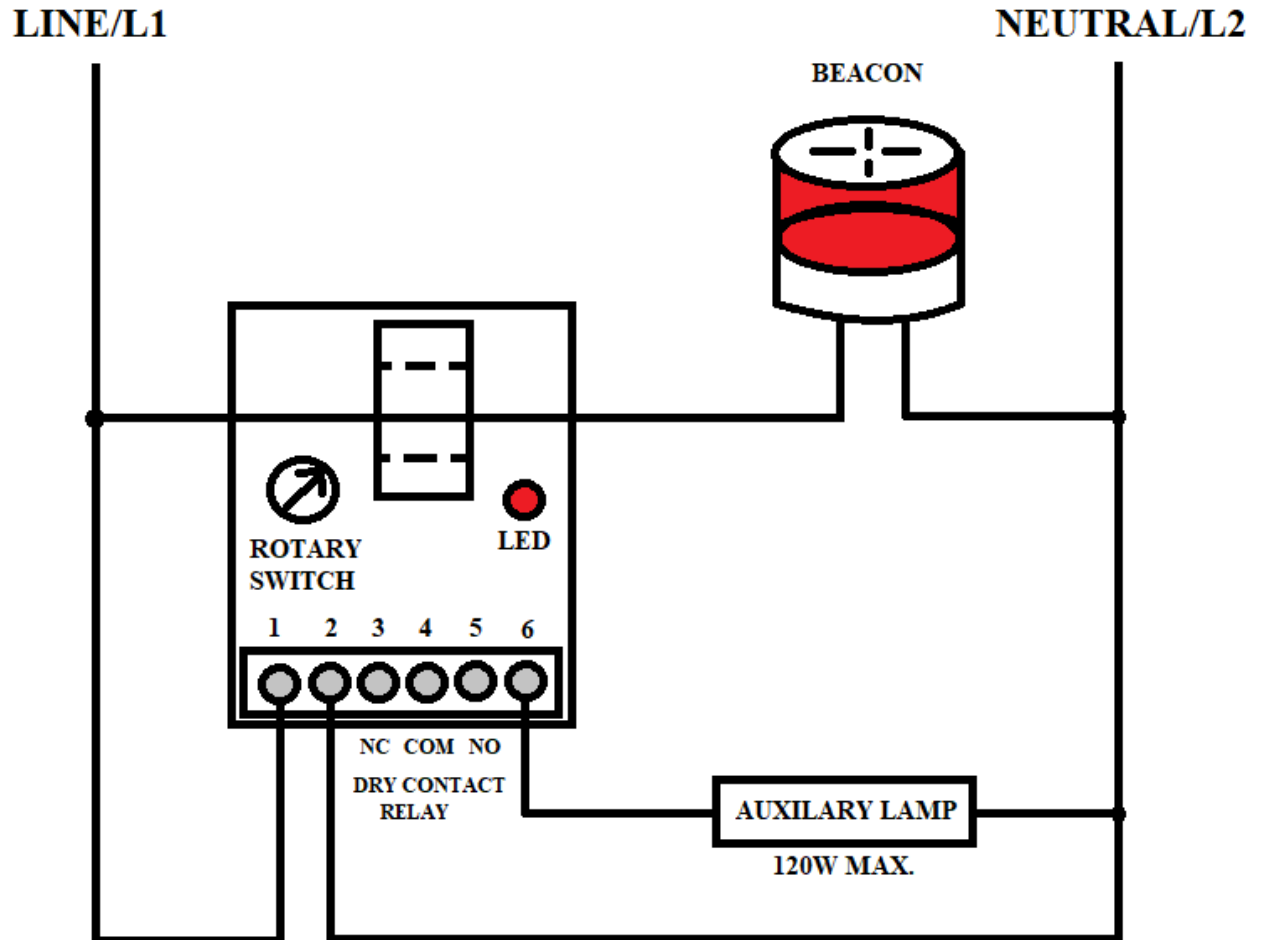 LINE/L1
NEUTRAL/L2
BEACON
ROTARY
SWITCH
LED
1 2 3 4 5 6
NC COM NO
DRY CONTACT
RELAY
AUXILARY LAMP
120W MAX.